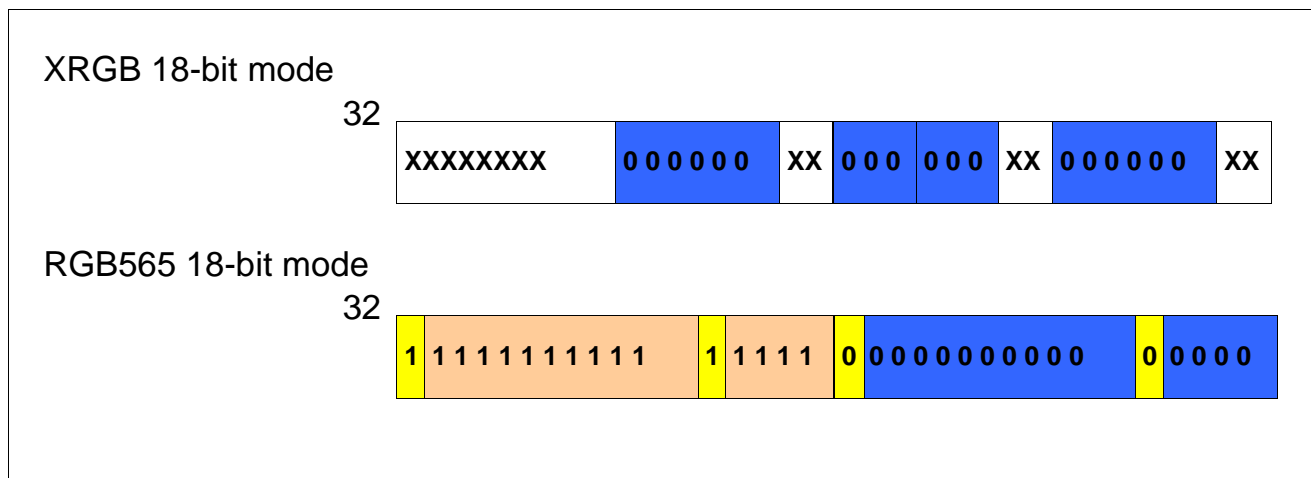 XRGB 18-bit mode
32
XXXXXXXX 0 0 0 0 0 0 XX 0 0 0 0 0 0 XX 0 0 0 0 0 0 XX
RGB565 18-bit mode
32
1 1 1 1 1 1 1 1 1 1 1 1 1 1 1 1 0 0 0 0 0 0 0 0 0 0 0 0 0 0 0 0